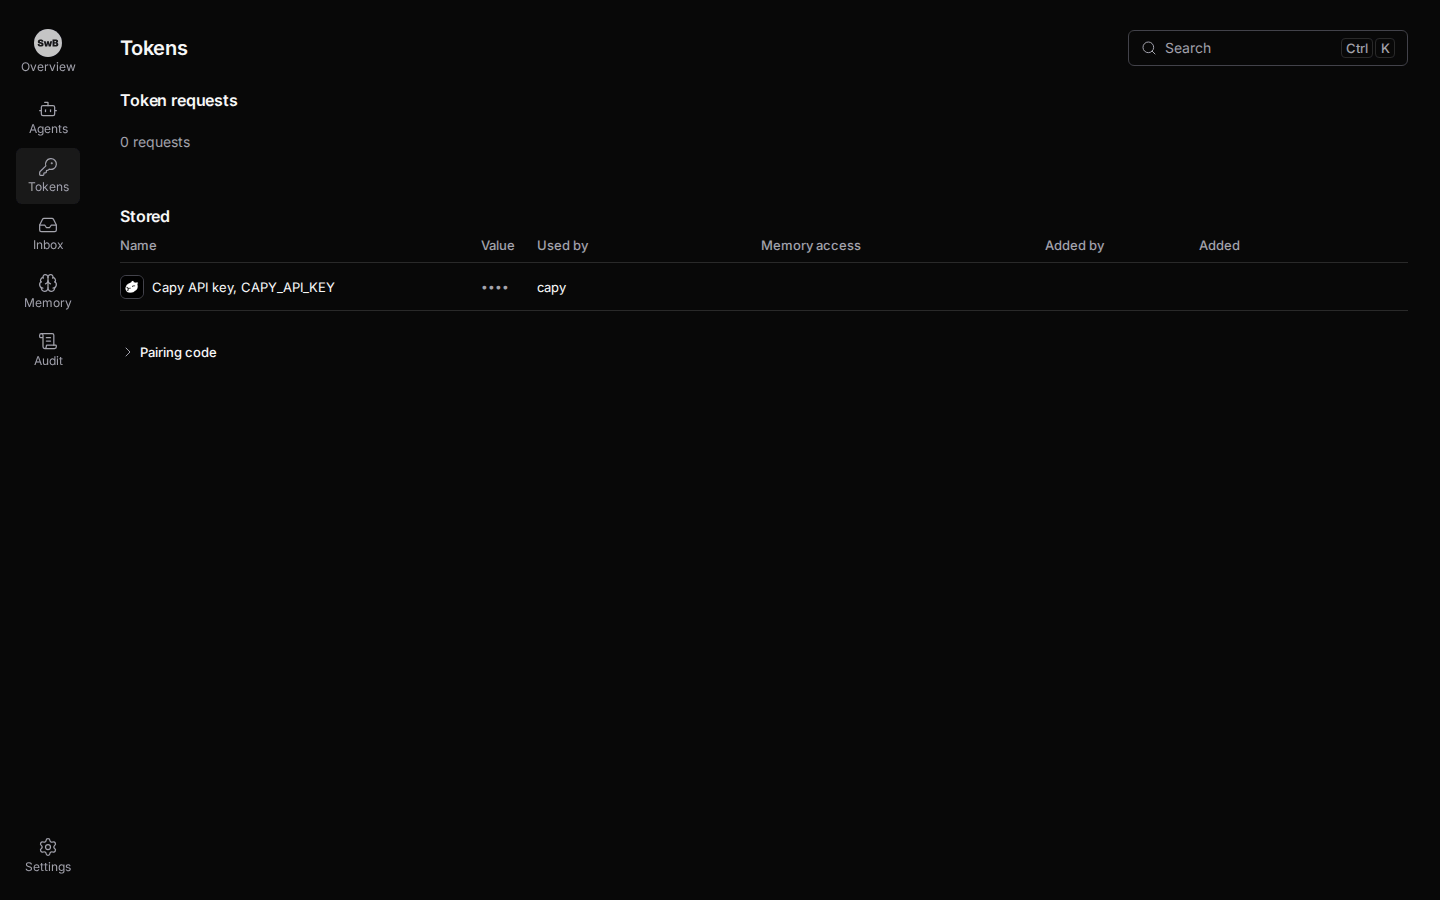 SwB
Overview
Agents
Tokens
Inbox
Memory
Audit
Settings
Tokens
Search
Ctrl K
Token requests
0 requests
Stored
Name Value Used by Memory access Added by Added
Capy API key, CAPY_API_KEY •••• capy
Pairing code